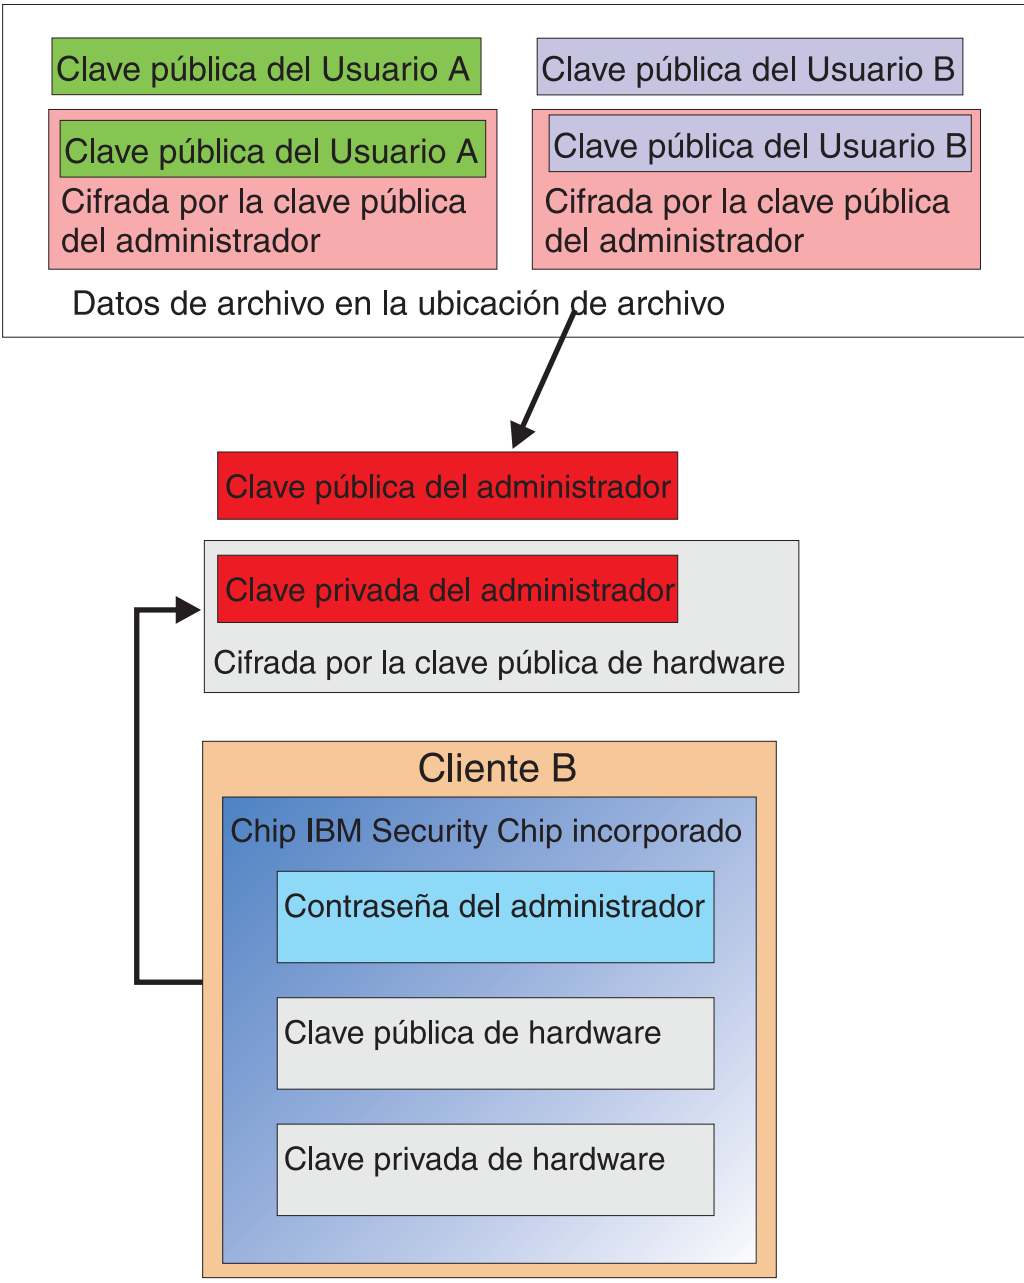 Clave pública del Usuario A
Clave pública del Usuario B
Clave pública del Usuario A
Cifrada por la clave pública
del administrador
Clave pública del Usuario B
Cifrada por la clave pública
del administrador
Datos de archivo en la ubicación de archivo
Clave pública del administrador
Clave privada del administrador
Cifrada por la clave pública de hardware
Cliente B
Chip IBM Security Chip incorporado
Contraseña del administrador
Clave pública de hardware
Clave privada de hardware